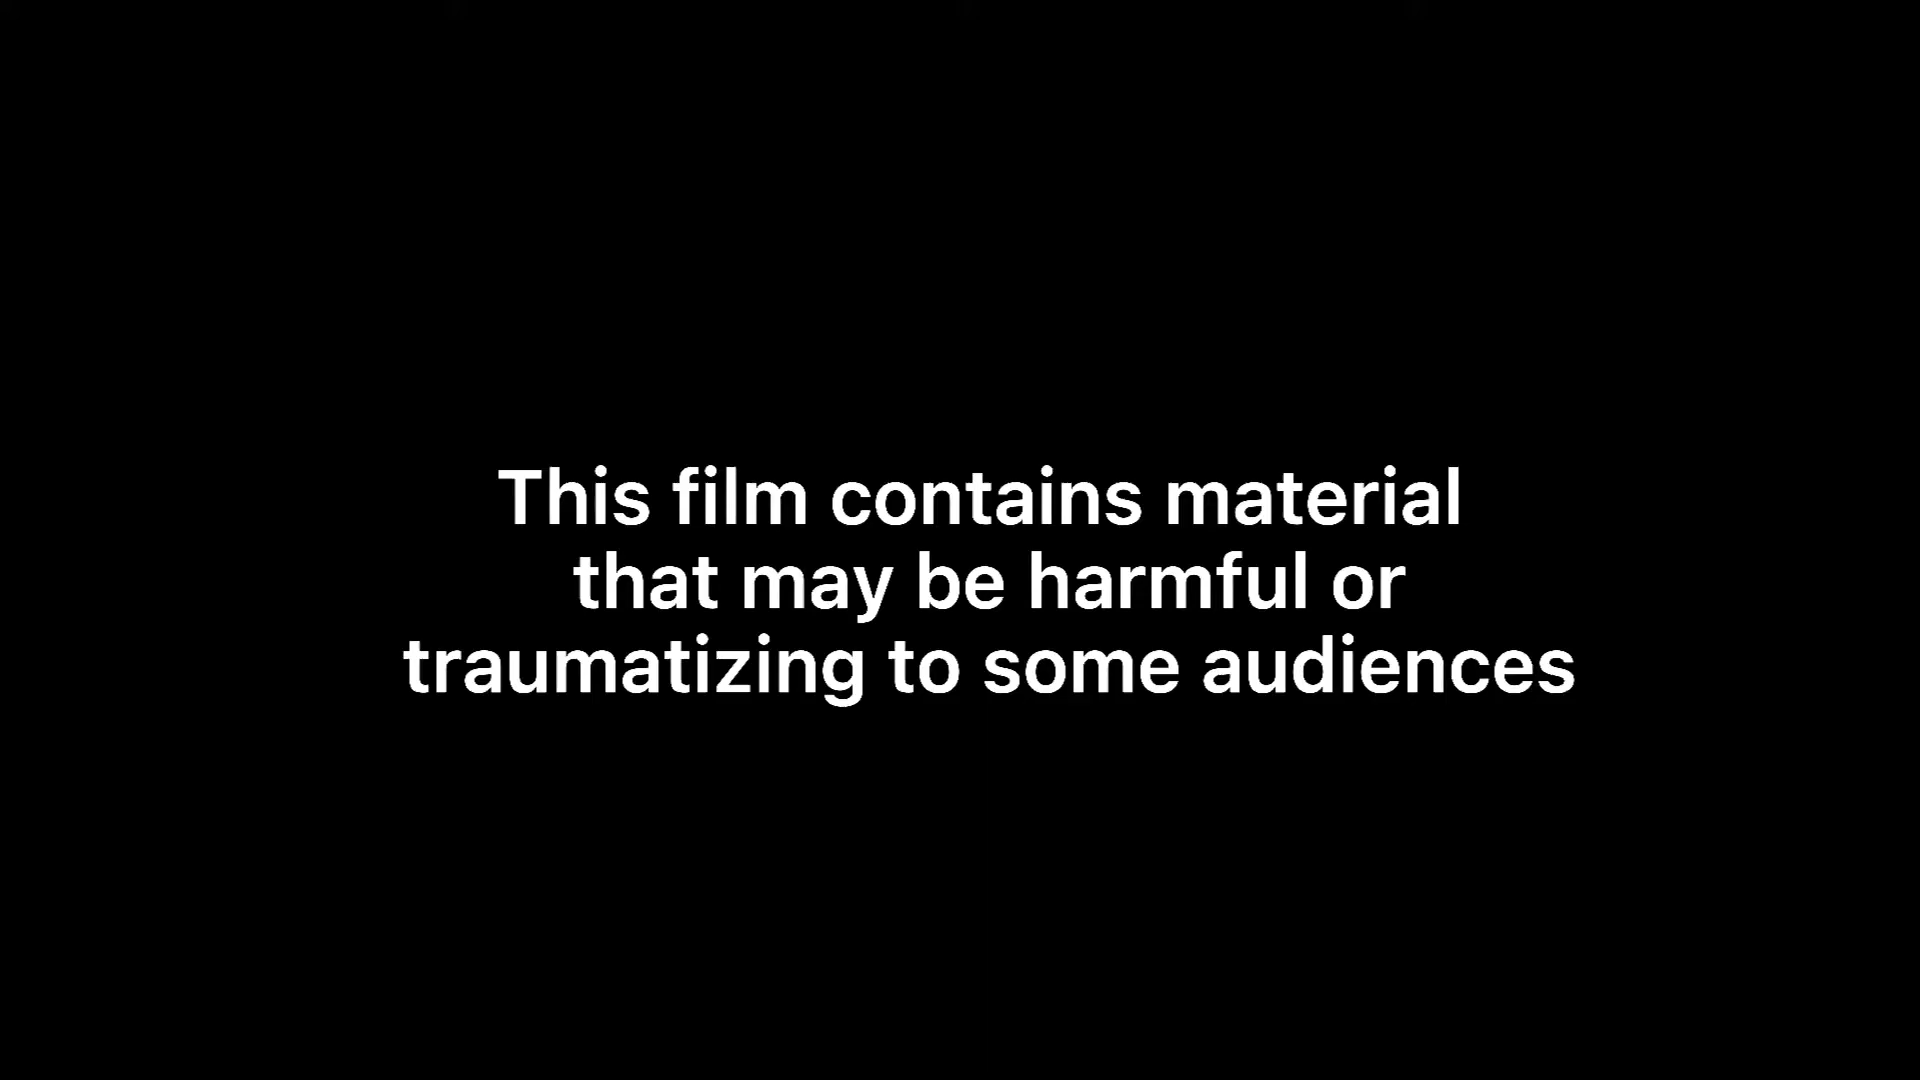 This film contains material
that may be harmful or
traumatizing to some audiences